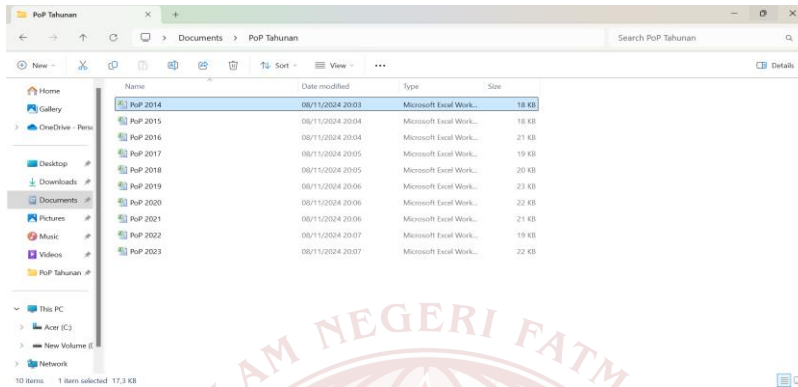 PoP Tahunan
Documents > PoP Tahunan
Search PoP Tahunan
New
Sort
View
Details
Name Date modified Type Size
Home
Gallery
OneDrive - Perso
Desktop
Downloads
Documents
Pictures
Music
Videos
PoP Tahunan
This PC
Acer (C:)
New Volume (D
Network
PoP 2014 08/11/2024 20:03 Microsoft Excel Work... 18 KB
PoP 2015 08/11/2024 20:04 Microsoft Excel Work... 18 KB
PoP 2016 08/11/2024 20:04 Microsoft Excel Work... 21 KB
PoP 2017 08/11/2024 20:05 Microsoft Excel Work... 19 KB
PoP 2018 08/11/2024 20:05 Microsoft Excel Work... 20 KB
PoP 2019 08/11/2024 20:06 Microsoft Excel Work... 23 KB
PoP 2020 08/11/2024 20:06 Microsoft Excel Work... 22 KB
PoP 2021 08/11/2024 20:06 Microsoft Excel Work... 21 KB
PoP 2022 08/11/2024 20:07 Microsoft Excel Work... 19 KB
PoP 2023 08/11/2024 20:07 Microsoft Excel Work... 22 KB
10 items 1 item selected 17,3 KB
AM NEGERI FATM